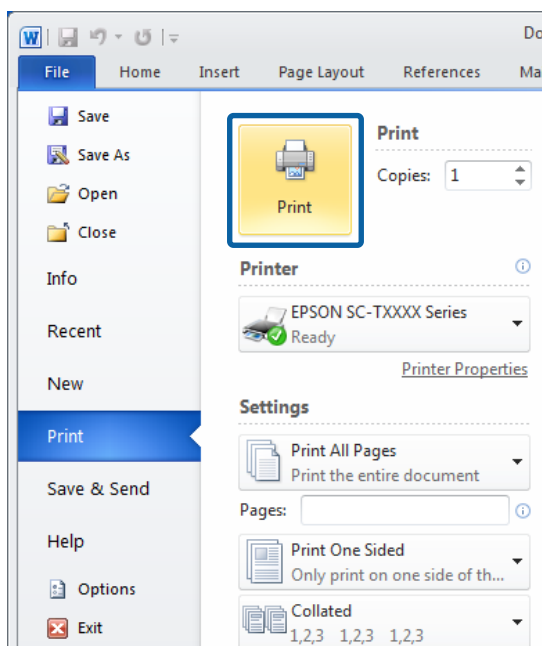 W
Do
File Home Insert Page Layout References Ma
Save
Save As
Open
Close
Info
Recent
New
Print
Save & Send
Help
Options
Exit
Print
Print
Copies: 1
Printer
EPSON SC-TXXXX Series
Ready
Printer Properties
Settings
Print All Pages
Print the entire document
Pages:
Print One Sided
Only print on one side of th...
Collated
1,2,3 1,2,3 1,2,3